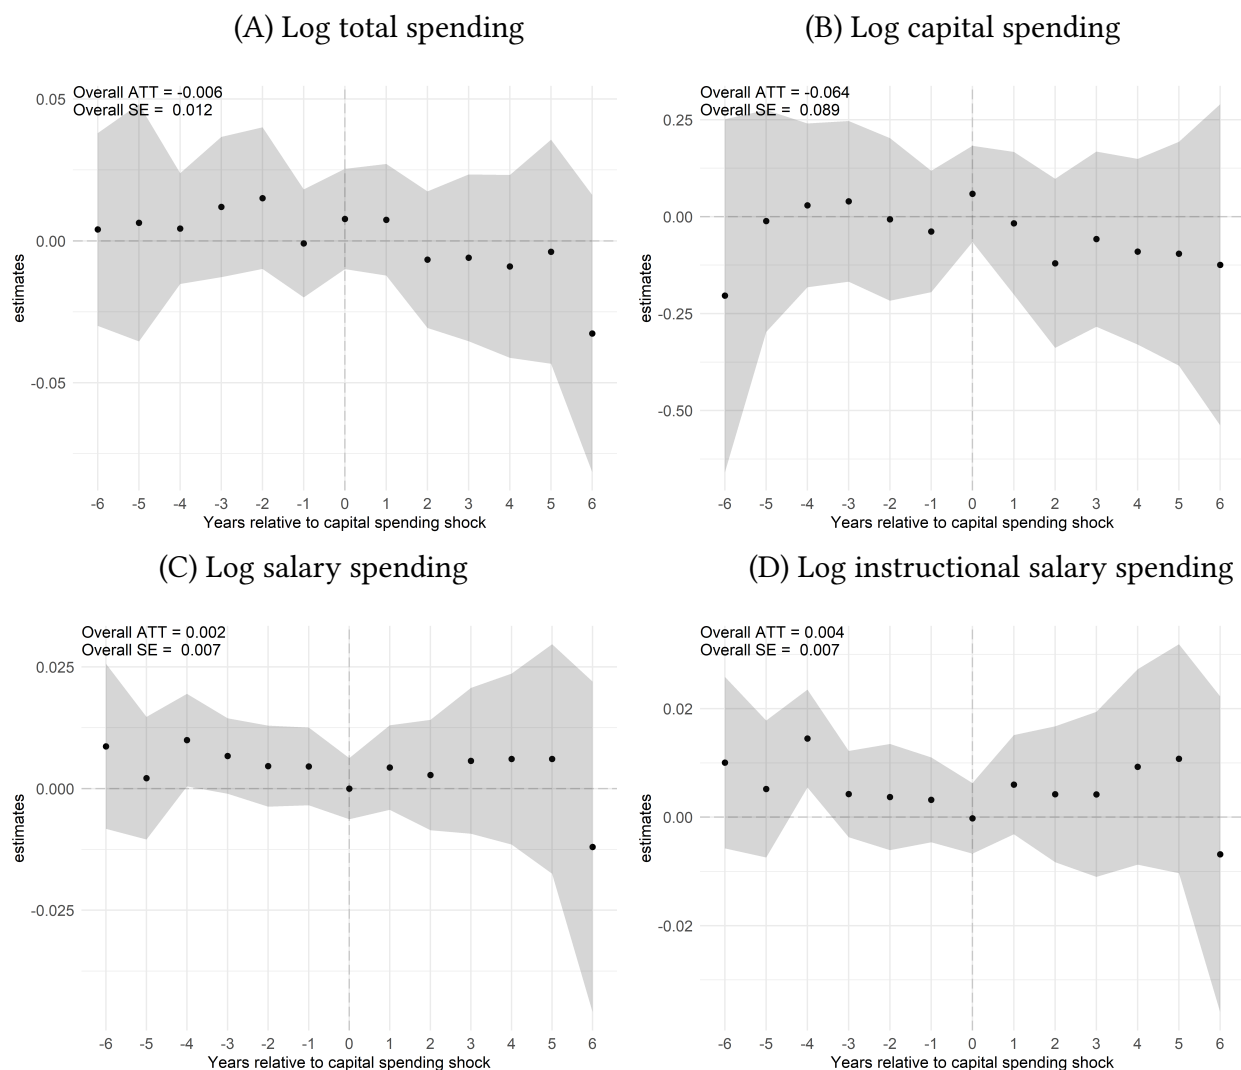 (A) Log total spending
Overall ATT = -0.006
Overall SE =  0.012
0.05
0.00
-0.05
estimates
-6 -5 -4 -3 -2 -1 0 1 2 3 4 5 6
Years relative to capital spending shock
(B) Log capital spending
Overall ATT = -0.064
Overall SE =  0.089
0.25
0.00
-0.25
-0.50
estimates
-6 -5 -4 -3 -2 -1 0 1 2 3 4 5 6
Years relative to capital spending shock
(C) Log salary spending
Overall ATT = 0.002
Overall SE =  0.007
0.025
0.000
-0.025
estimates
-6 -5 -4 -3 -2 -1 0 1 2 3 4 5 6
Years relative to capital spending shock
(D) Log instructional salary spending
Overall ATT = 0.004
Overall SE =  0.007
0.02
0.00
-0.02
estimates
-6 -5 -4 -3 -2 -1 0 1 2 3 4 5 6
Years relative to capital spending shock